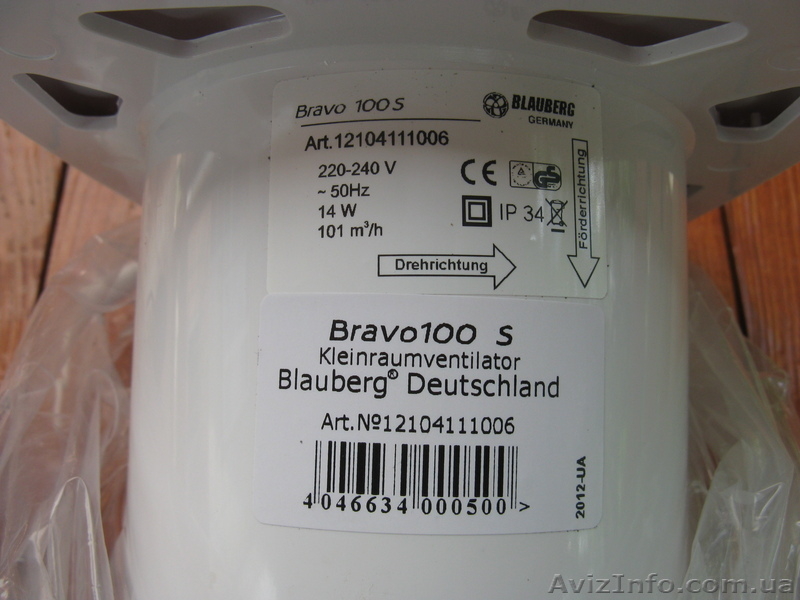 Bravo 100 S
BLAUBERG
GERMANY
Art.12104111006
220-240 V
~ 50Hz
14 W
101 m³/h
CE
IP 34
Drehrichtung
Förderrichtung
Bravo100 S
Kleinraumventilator
Blauberg® Deutschland
Art.Nº12104111006
4 046634 000500 >
2012-UA
AvizInfo.com.ua